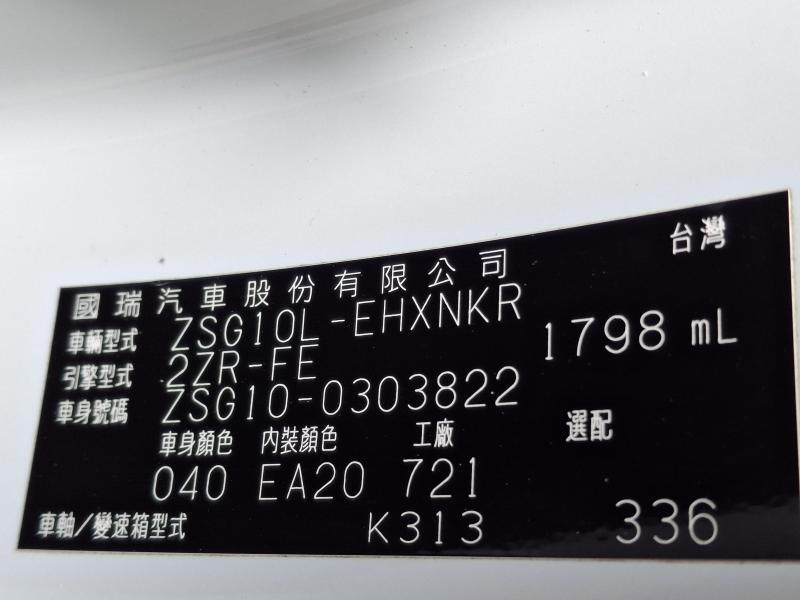 台灣
國瑞汽車股份有限公司
車輛型式 ZSG10L-EHXNKR
引擎型式 2ZR-FE 1798 mL
車身號碼 ZSG10-0303822
車身顏色 內裝顏色 工廠 選配
040 EA20 721
車軸/變速箱型式 K313 336